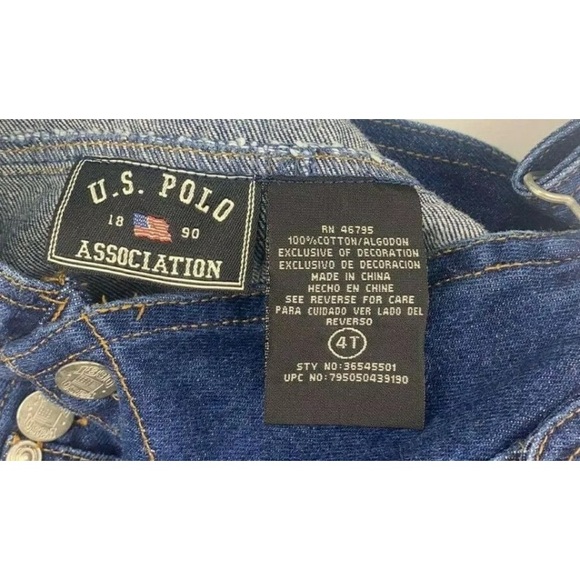 U.S. POLO
18 90
ASSOCIATION
RN 46795
100%COTTON/ALGODON
EXCLUSIVE OF DECORATION
EXCLUSIVO DE DECORACION
MADE IN CHINA
HECHO EN CHINE
SEE REVERSE FOR CARE
PARA CUIDADO VER LADO DEL
REVERSO
4T
STY NO:36545501
UPC NO:795050439190